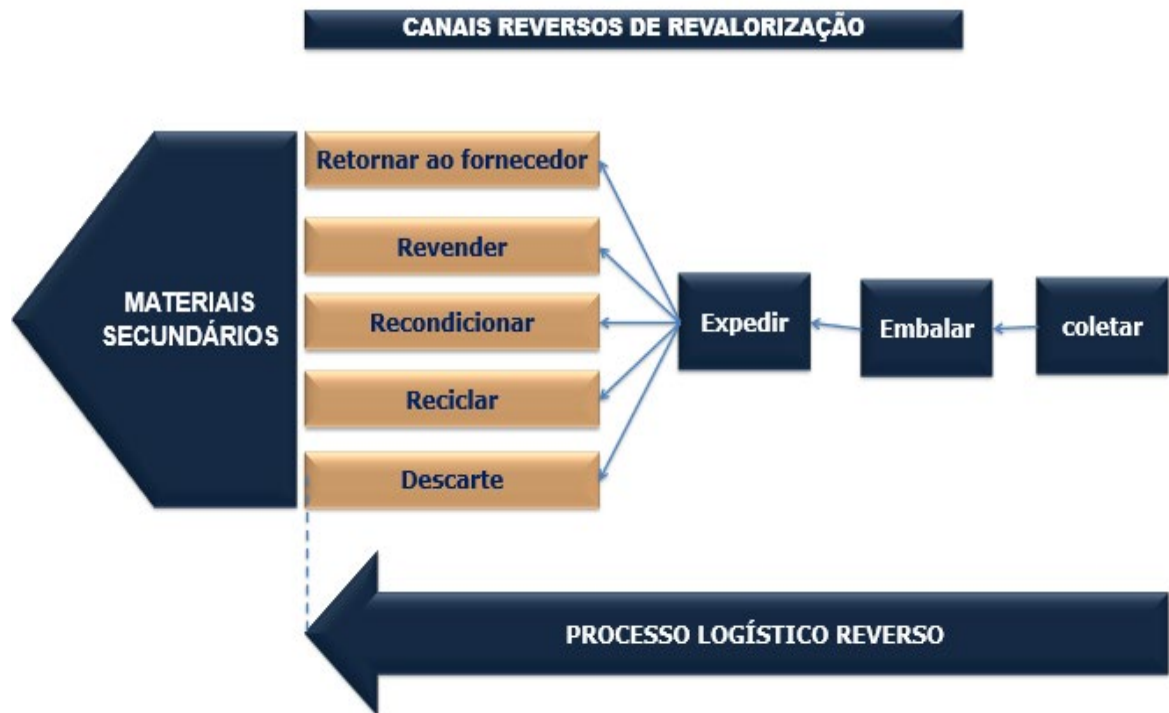 CANAIS REVERSOS DE REVALORIZAÇÃO
Retornar ao fornecedor
Revender
MATERIAIS
SECUNDÁRIOS
Recondicionar
Expedir
Embalar
coletar
Reciclar
Descarte
PROCESSO LOGÍSTICO REVERSO